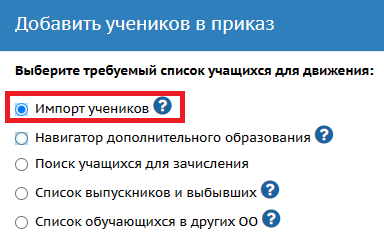 Добавить учеников в приказ
Выберите требуемый список учащихся для движения:
Импорт учеников ?
Навигатор дополнительного образования ?
Поиск учащихся для зачисления
Список выпускников и выбывших ?
Список обучающихся в других ОО ?